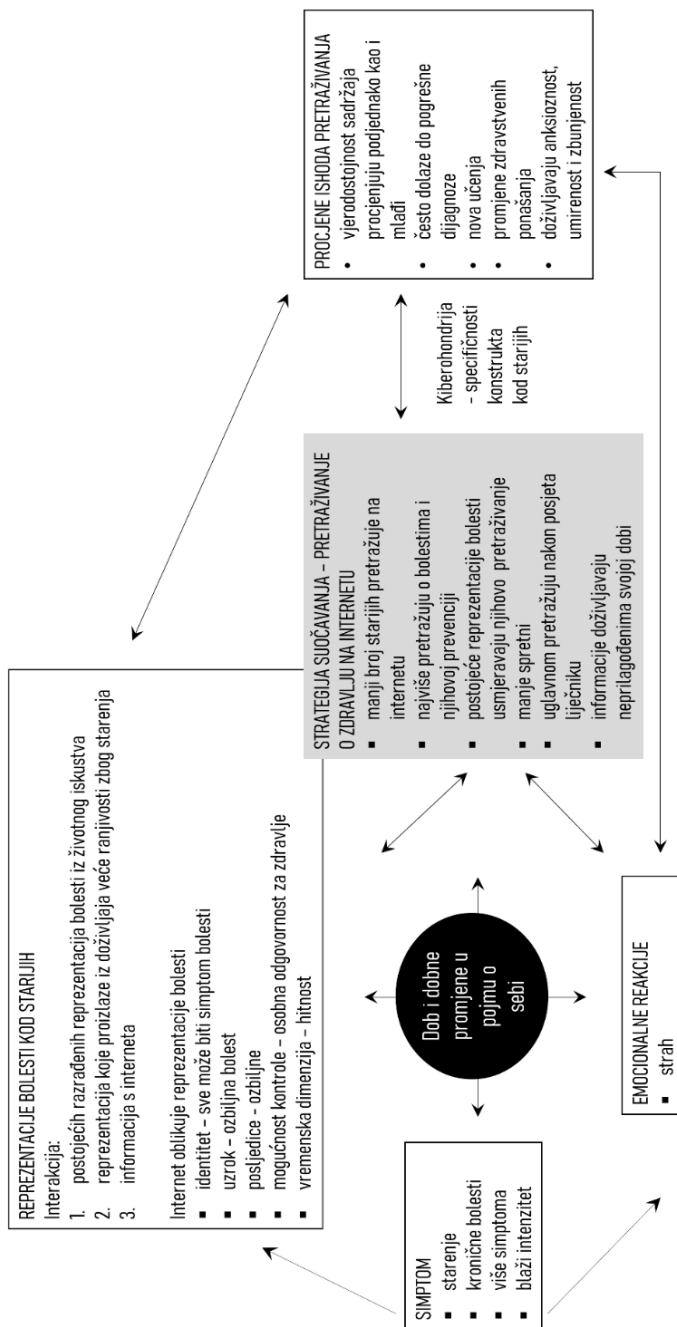 REPREZENTACIJE BOLESTI KOD STARIJIH
Interakcija:
1. postojećih razrađenih reprezentacija bolesti iz životnog iskustva
2. reprezentacija koje proizlaze iz doživljaja veće ranjivosti zbog starenja
3. informacija s interneta
Internet oblikuje reprezentacije bolesti
▪ identitet – sve može biti simptom bolesti
▪ uzrok – ozbiljna bolest
▪ posljedice – ozbiljne
▪ mogućnost kontrole – osobna odgovornost za zdravlje
▪ vremenska dimenzija – hitnost
SIMPTOM
▪ starenje
▪ kronične bolesti
▪ više simptoma
▪ blaži intenzitet
Dob i dobne
promjene u
pojmu o
sebi
EMOCIONALNE REAKCIJE
▪ strah
STRATEGIJA SUOČAVANJA – PRETRAŽIVANJE
O ZDRAVLJU NA INTERNETU
▪ manji broj starijih pretražuje na
internetu
▪ najviše pretražuju o bolestima i
njihovoj prevenciji
▪ postojeće reprezentacije bolesti
usmjeravaju njihovo pretraživanje
▪ manje spretni
▪ uglavnom pretražuju nakon posjeta
liječniku
▪ informacije doživljavaju
neprilagođenima svojoj dobi
Kiberohondrija
– specifičnosti
konstrukta
kod starijih
PROCJENE ISHODA PRETRAŽIVANJA
• vjerodostojnost sadržaja
procjenjuju podjednako kao i
mlađi
• često dolaze do pogrešne
dijagnoze
• nova učenja
• promjene zdravstvenih
ponašanja
• doživljavaju anksioznost,
umirenost i zbunjenost